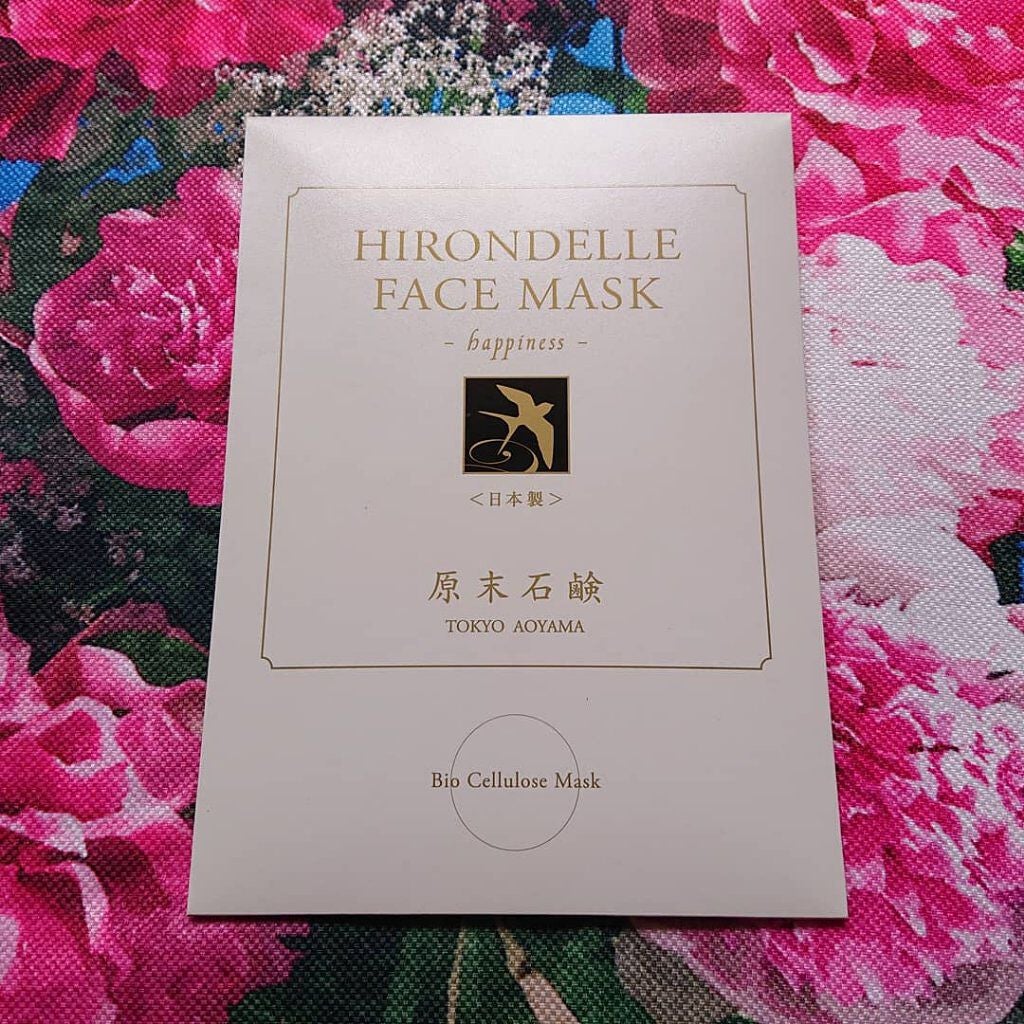 HIRONDELLE
FACE MASK
- happiness -
<日本製>
原末石鹸
TOKYO AOYAMA
Bio Cellulose Mask